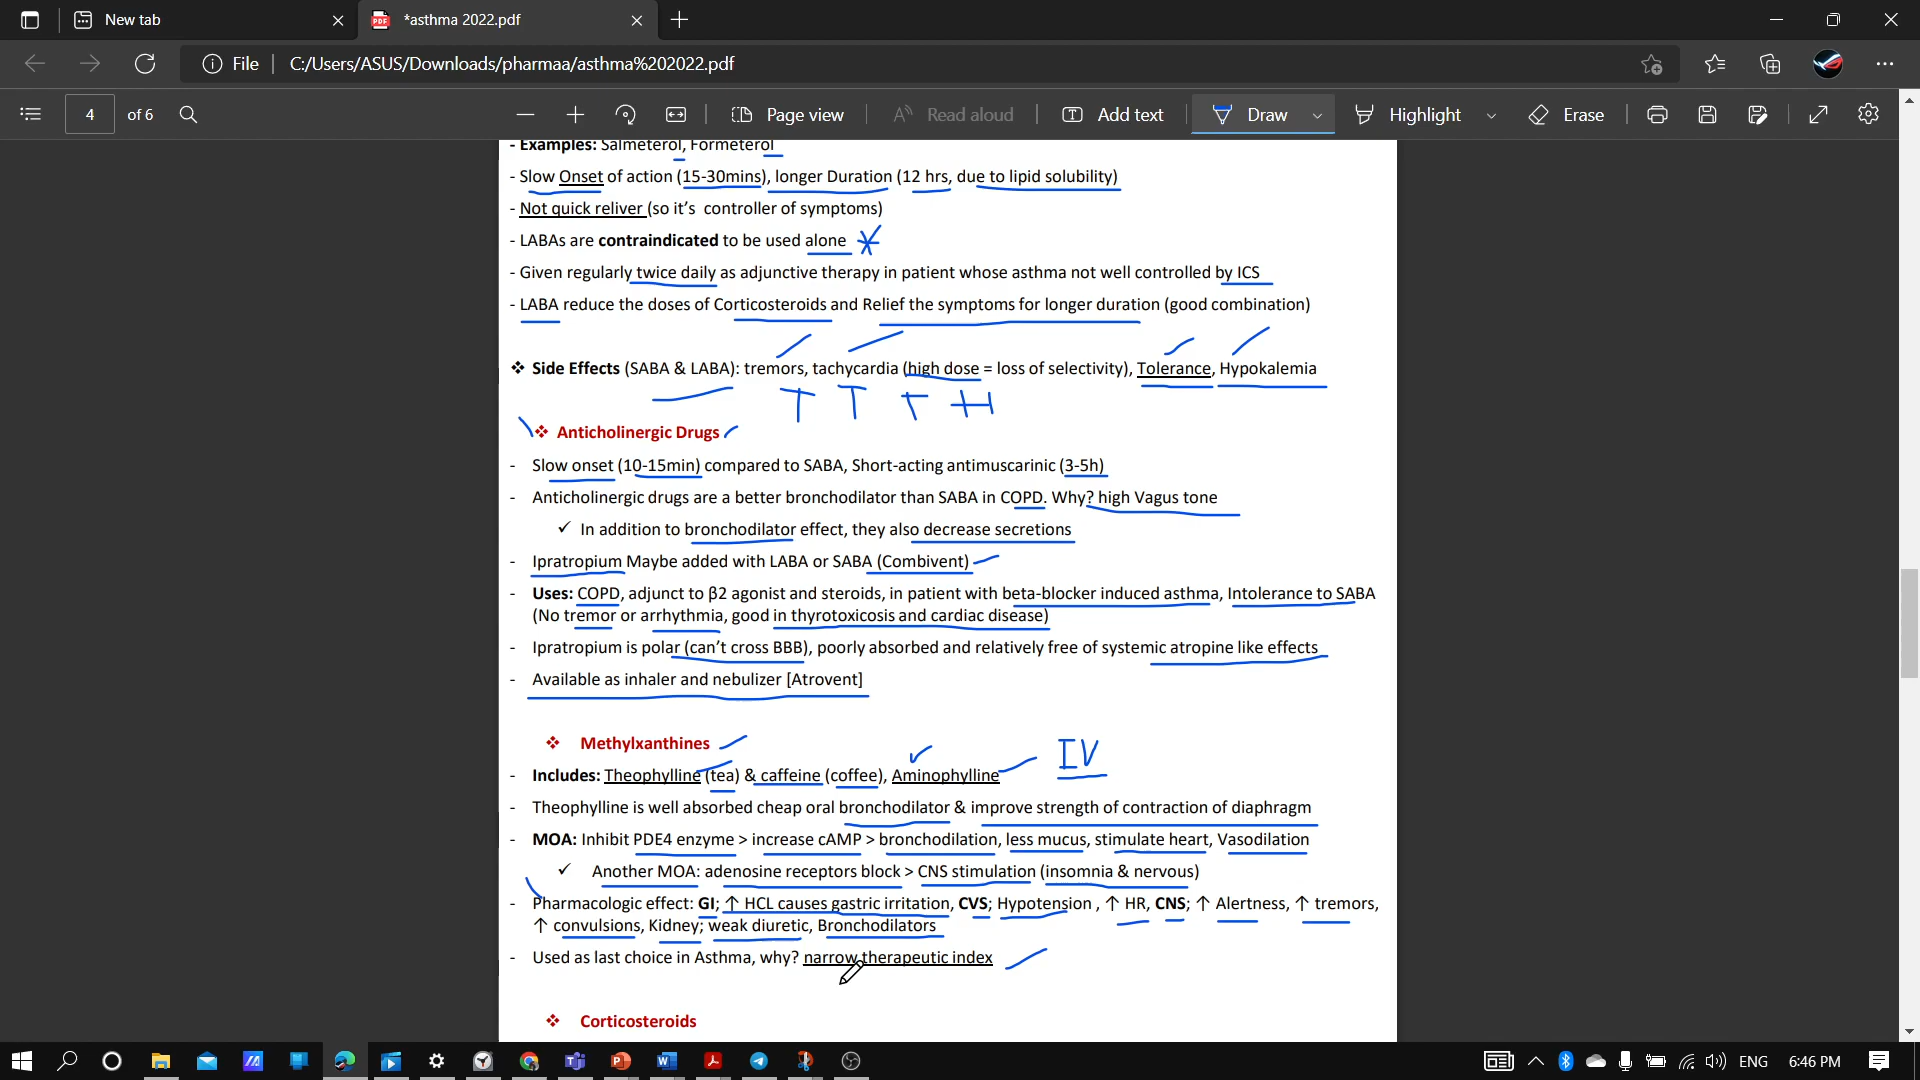 New tab
*asthma 2022.pdf
File
C:/Users/ASUS/Downloads/pharmaa/asthma%202022.pdf
4 of 6
Page view
Read aloud
Add text
Draw
Highlight
Erase
- Examples: Salmeterol, Formeterol
- Slow Onset of action (15-30mins), longer Duration (12 hrs, due to lipid solubility)
- Not quick reliver (so it's controller of symptoms)
- LABAs are contraindicated to be used alone
- Given regularly twice daily as adjunctive therapy in patient whose asthma not well controlled by ICS
- LABA reduce the doses of Corticosteroids and Relief the symptoms for longer duration (good combination)
❖ Side Effects (SABA & LABA): tremors, tachycardia (high dose = loss of selectivity), Tolerance, Hypokalemia
T T T H
❖ Anticholinergic Drugs
- Slow onset (10-15min) compared to SABA, Short-acting antimuscarinic (3-5h)
- Anticholinergic drugs are a better bronchodilator than SABA in COPD. Why? high Vagus tone
✓ In addition to bronchodilator effect, they also decrease secretions
- Ipratropium Maybe added with LABA or SABA (Combivent)
- Uses: COPD, adjunct to β2 agonist and steroids, in patient with beta-blocker induced asthma, Intolerance to SABA
(No tremor or arrhythmia, good in thyrotoxicosis and cardiac disease)
- Ipratropium is polar (can't cross BBB), poorly absorbed and relatively free of systemic atropine like effects
- Available as inhaler and nebulizer [Atrovent]
❖ Methylxanthines
IV
- Includes: Theophylline (tea) & caffeine (coffee), Aminophylline
- Theophylline is well absorbed cheap oral bronchodilator & improve strength of contraction of diaphragm
- MOA: Inhibit PDE4 enzyme > increase cAMP > bronchodilation, less mucus, stimulate heart, Vasodilation
✓ Another MOA: adenosine receptors block > CNS stimulation (insomnia & nervous)
- Pharmacologic effect: GI; ↑ HCL causes gastric irritation, CVS; Hypotension , ↑ HR, CNS; ↑ Alertness, ↑ tremors,
↑ convulsions, Kidney; weak diuretic, Bronchodilators
- Used as last choice in Asthma, why? narrow therapeutic index
❖ Corticosteroids
ENG
6:46 PM